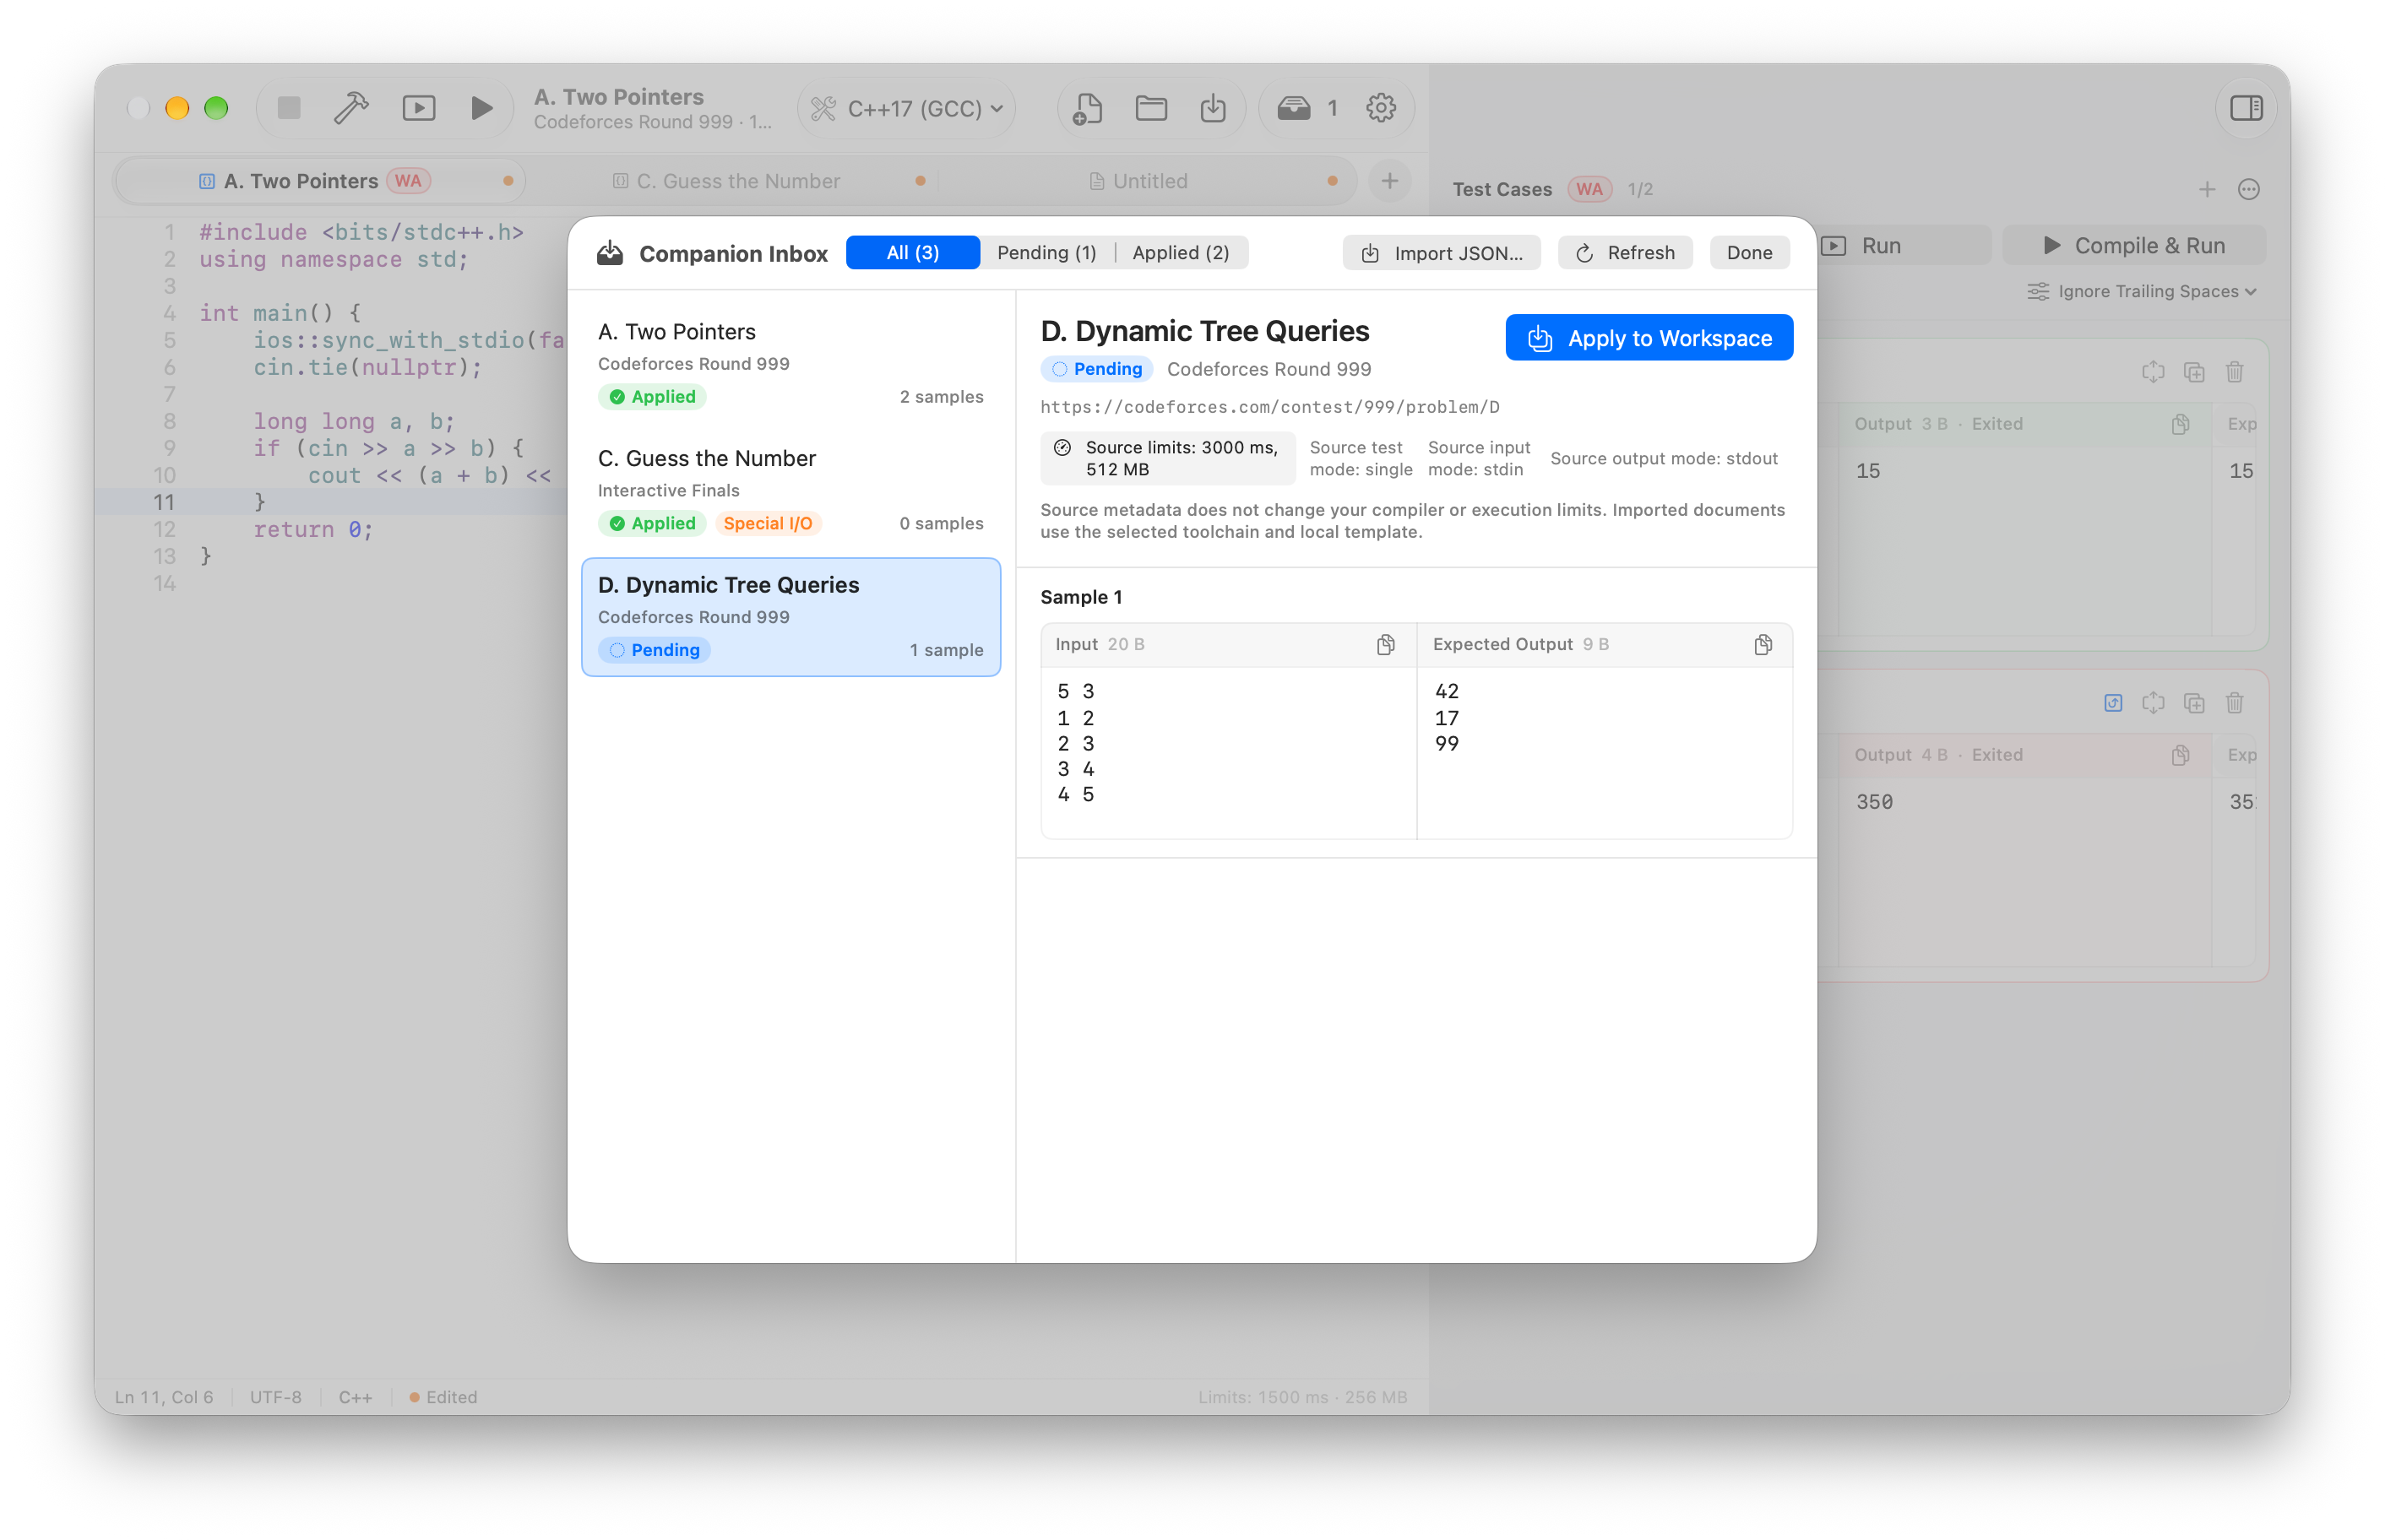 A. Two Pointers
Codeforces Round 999 · 1...
C++17 (GCC)
1
A. Two Pointers WA
C. Guess the Number
Untitled
Test Cases WA 1/2
Run
Compile & Run
Ignore Trailing Spaces
1 #include <bits/stdc++.h>
2 using namespace std;
3
4 int main() {
5 ios::sync_with_stdio(fa
6 cin.tie(nullptr);
7
8 long long a, b;
9 if (cin >> a >> b) {
10 cout << (a + b) <<
11 }
12 return 0;
13 }
14
Companion Inbox
All (3)
Pending (1)
Applied (2)
Import JSON...
Refresh
Done
A. Two Pointers
Codeforces Round 999
Applied
2 samples
C. Guess the Number
Interactive Finals
Applied
Special I/O
0 samples
D. Dynamic Tree Queries
Codeforces Round 999
Pending
1 sample
D. Dynamic Tree Queries
Apply to Workspace
Pending
Codeforces Round 999
https://codeforces.com/contest/999/problem/D
Source limits: 3000 ms,
512 MB
Source test
mode: single
Source input
mode: stdin
Source output mode: stdout
Source metadata does not change your compiler or execution limits. Imported documents
use the selected toolchain and local template.
Sample 1
Input 20 B
5 3
1 2
2 3
3 4
4 5
Expected Output 9 B
42
17
99
Output 3 B · Exited
Exp
15
15
Output 4 B · Exited
Exp
350
35
Ln 11, Col 6
UTF-8
C++
Edited
Limits: 1500 ms · 256 MB